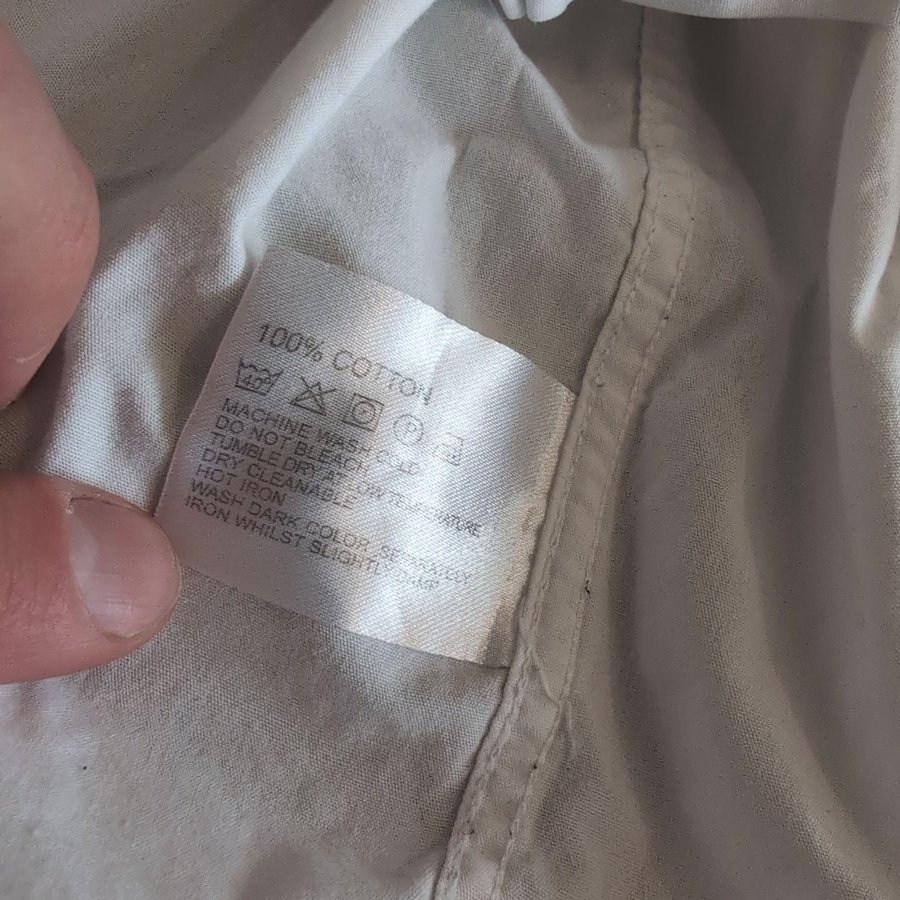 100% COTTON
40° P
MACHINE WASH COLD
DO NOT BLEACH
TUMBLE DRY AT LOW TEMPERATURE
DRY CLEANABLE
HOT IRON
WASH DARK COLOR SEPARATELY
IRON WHILST SLIGHTLY DAMP